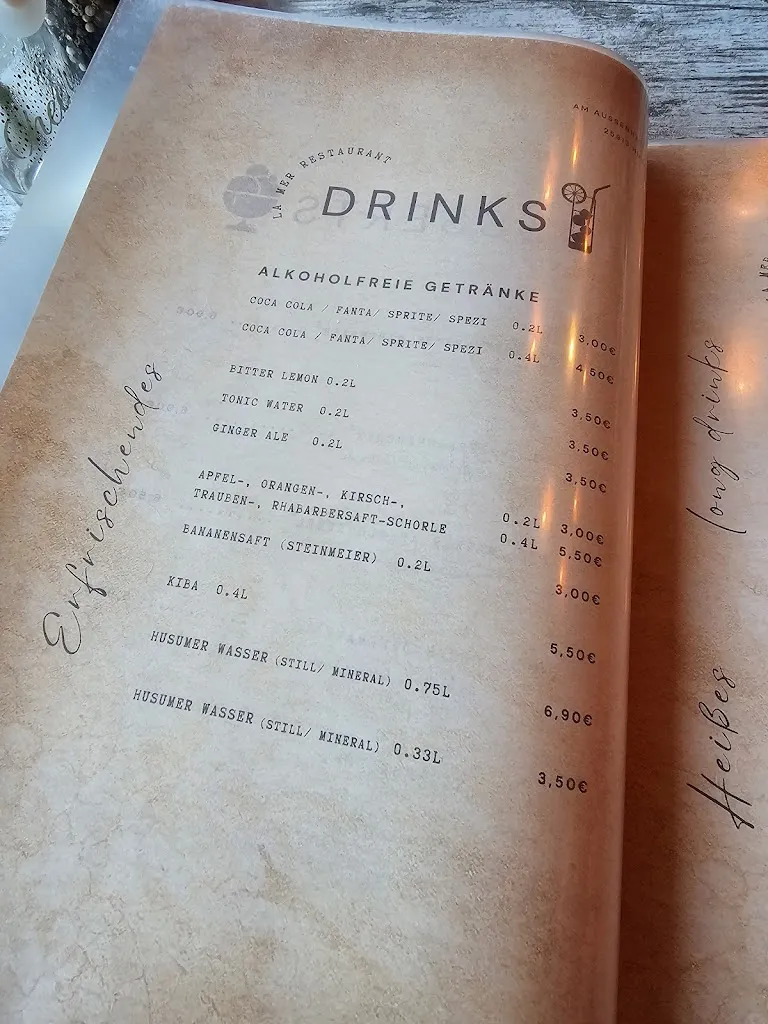 LA MER RESTAURANT
DRINKS
ALKOHOLFREIE GETRÄNKE
COCA COLA / FANTA/ SPRITE/ SPEZI 0.2L 3,00€
COCA COLA / FANTA/ SPRITE/ SPEZI 0.4L 4,50€
BITTER LEMON 0.2L 3,50€
TONIC WATER 0.2L 3,50€
GINGER ALE 0.2L 3,50€
APFEL-, ORANGEN-, KIRSCH-, 0.2L 3,00€
TRAUBEN-, RHABARBERSAFT-SCHORLE 0.4L 5,50€
BANANENSAFT (STEINMEIER) 0.2L 3,00€
KIBA 0.4L 5,50€
HUSUMER WASSER (STILL/ MINERAL) 0.75L 6,90€
HUSUMER WASSER (STILL/ MINERAL) 0.33L 3,50€
Erfrischendes
long drinks
Heißes